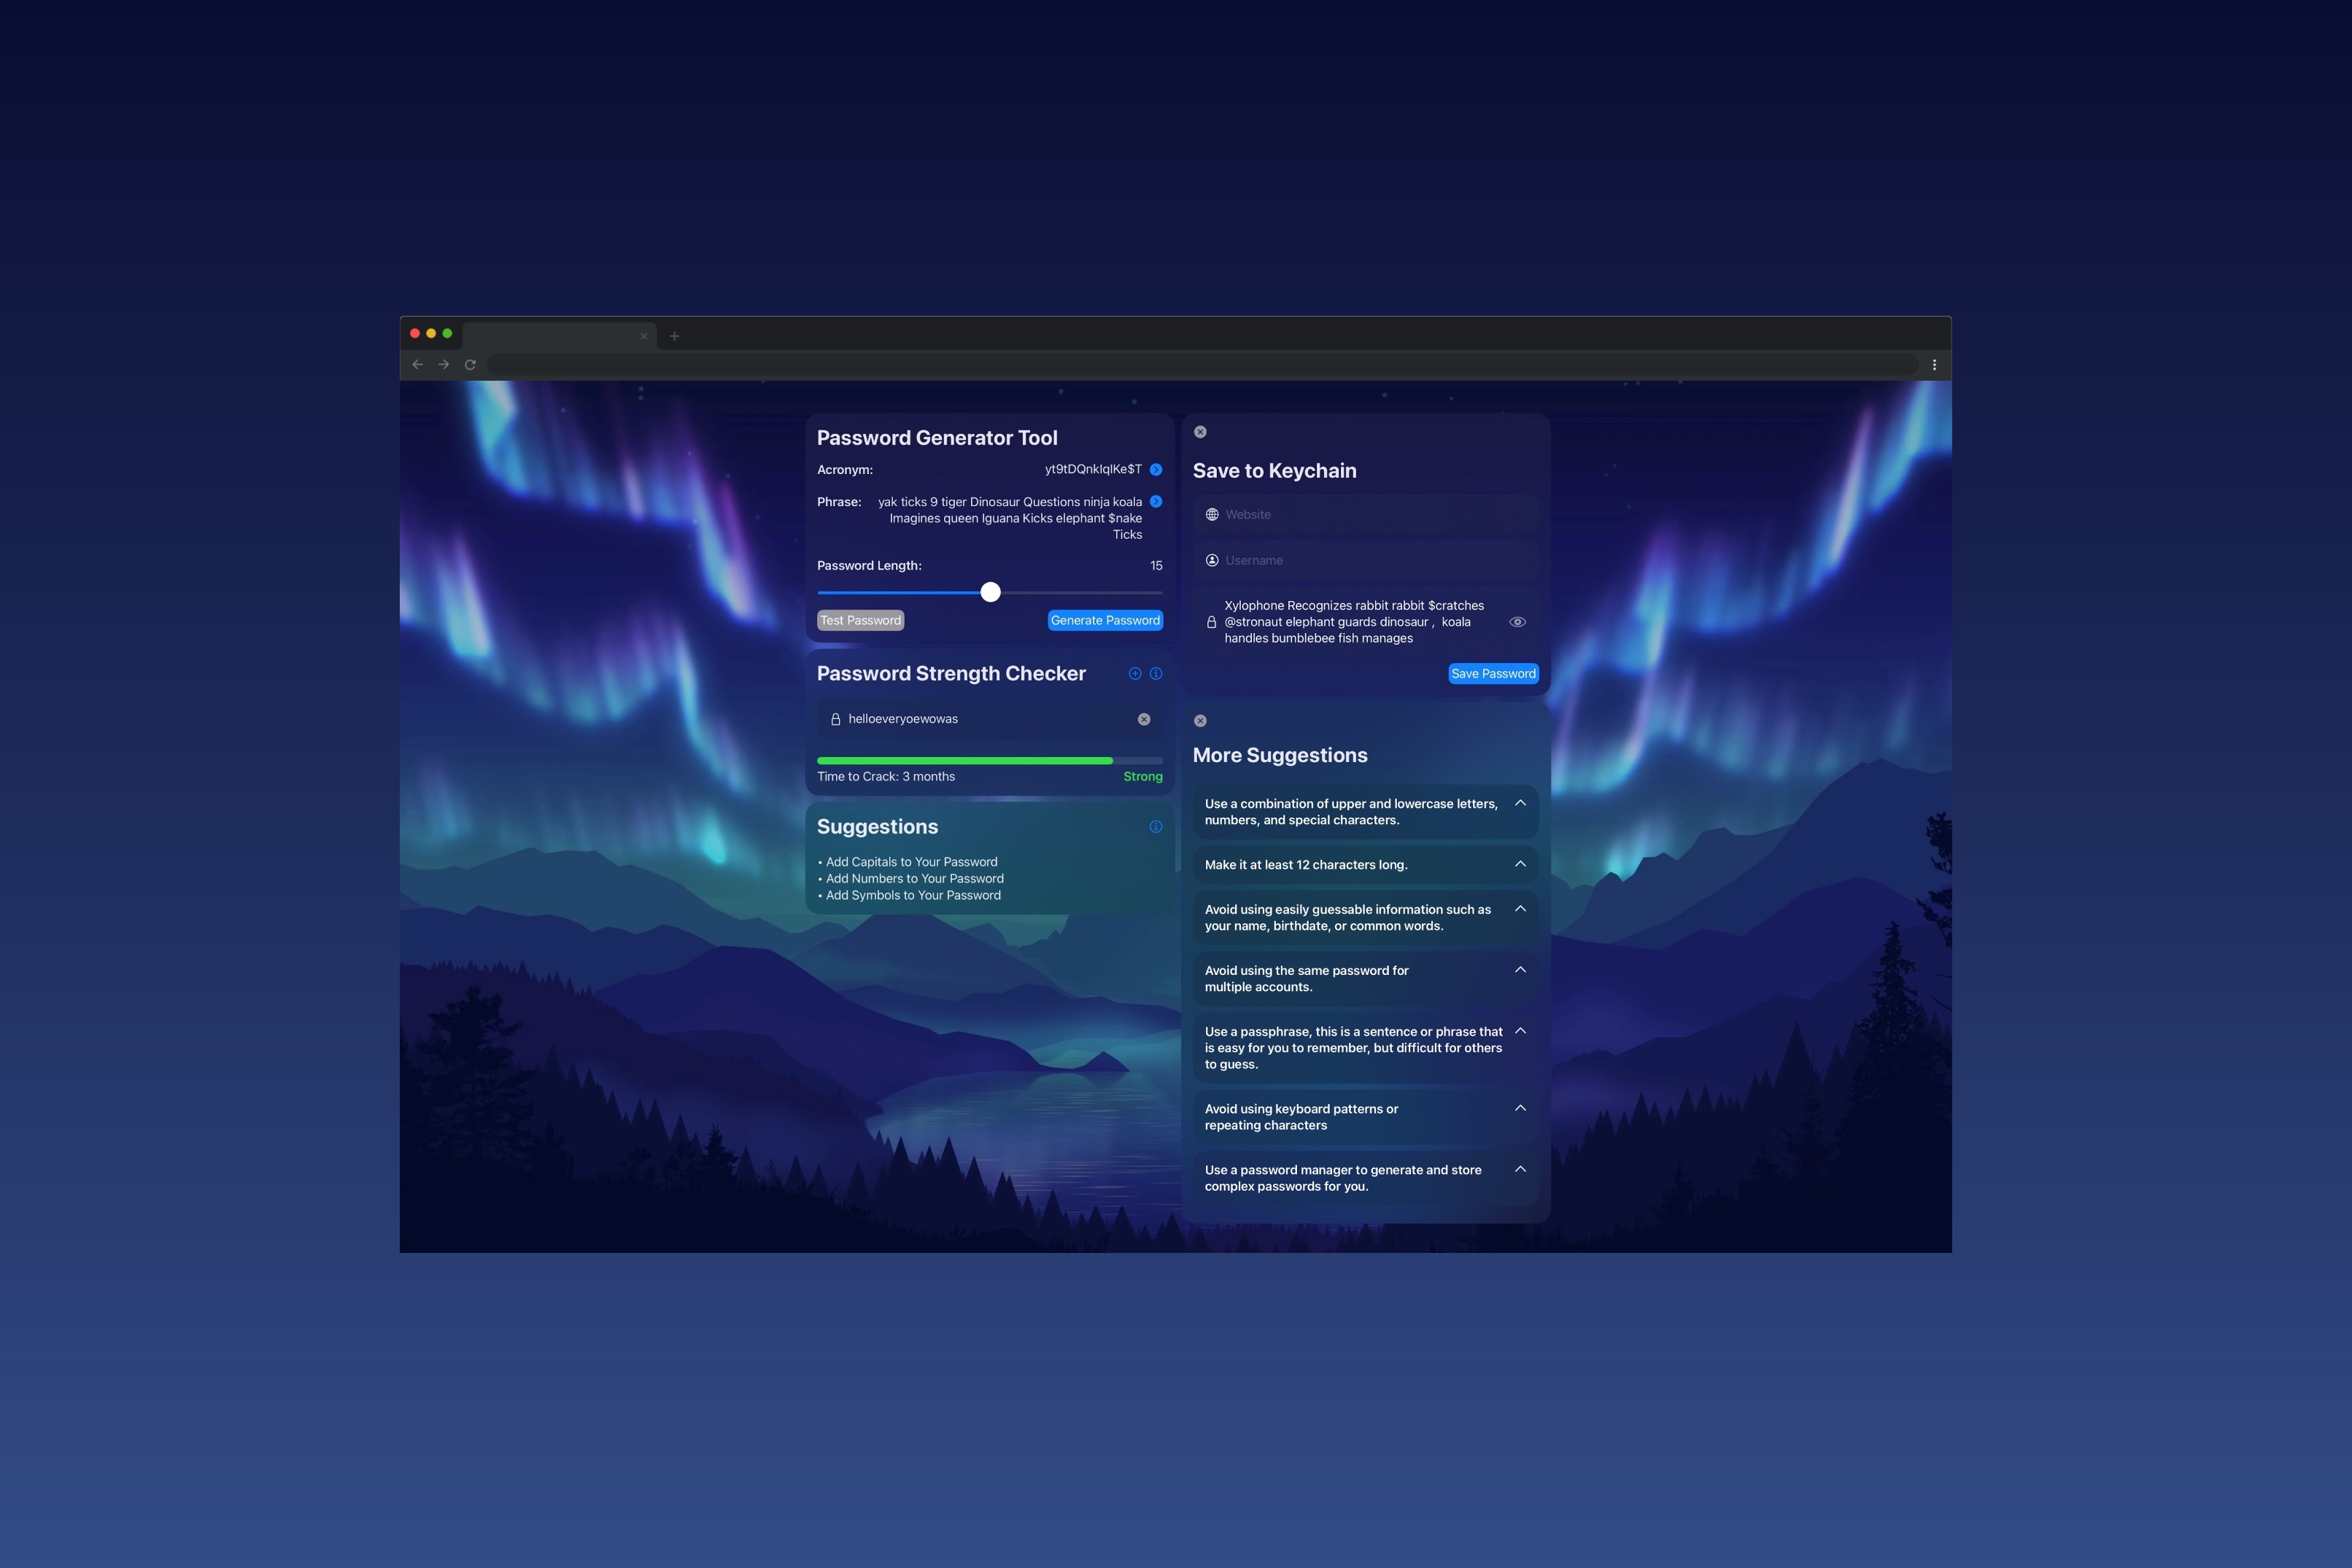 Password Generator Tool
Acronym: yt9tDQnkIqIKe$T
Phrase: yak ticks 9 tiger Dinosaur Questions ninja koala
Imagines queen Iguana Kicks elephant $nake
Ticks
Password Length: 15
Test Password Generate Password
Password Strength Checker
helloeveryoewowas
Time to Crack: 3 months Strong
Suggestions
• Add Capitals to Your Password
• Add Numbers to Your Password
• Add Symbols to Your Password
Save to Keychain
Website
Username
Xylophone Recognizes rabbit rabbit $cratches
@stronaut elephant guards dinosaur ,  koala
handles bumblebee fish manages
Save Password
More Suggestions
Use a combination of upper and lowercase letters,
numbers, and special characters.
Make it at least 12 characters long.
Avoid using easily guessable information such as
your name, birthdate, or common words.
Avoid using the same password for
multiple accounts.
Use a passphrase, this is a sentence or phrase that
is easy for you to remember, but difficult for others
to guess.
Avoid using keyboard patterns or
repeating characters
Use a password manager to generate and store
complex passwords for you.